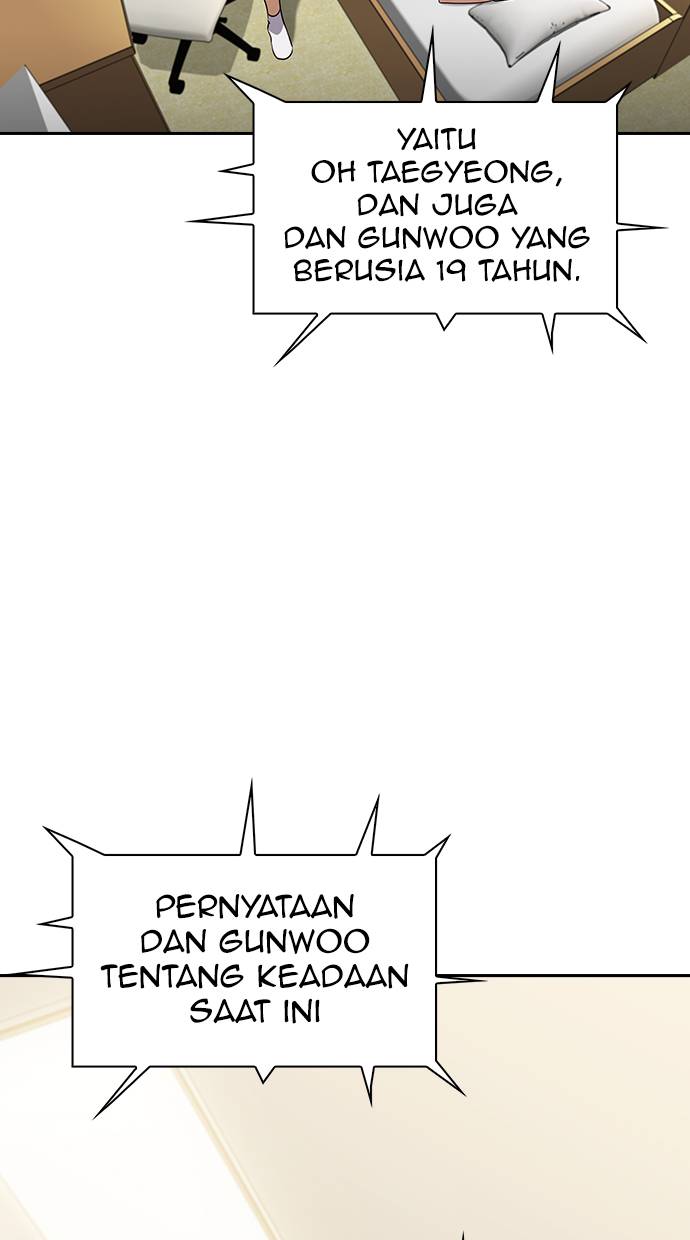 YAITU
OH TAEGYEONG,
DAN JUGA
DAN GUNWOO YANG
BERUSIA 19 TAHUN.
PERNYATAAN
DAN GUNWOO
TENTANG KEADAAN
SAAT INI